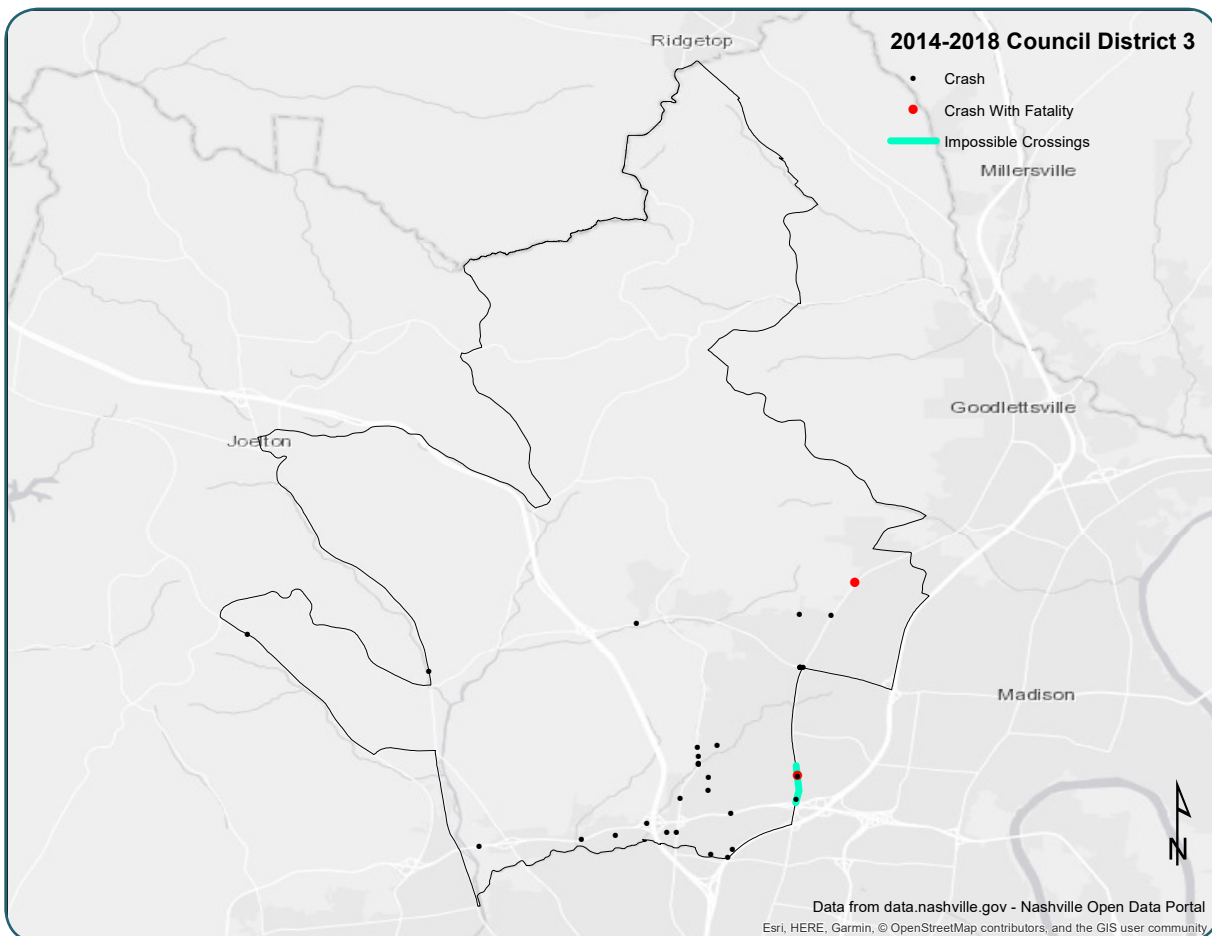 Ridgetop
2014-2018 Council District 3
Crash
Crash With Fatality
Impossible Crossings
Millersville
Goodlettsville
Joelton
Madison
N
Data from data.nashville.gov - Nashville Open Data Portal
Esri, HERE, Garmin, © OpenStreetMap contributors, and the GIS user community